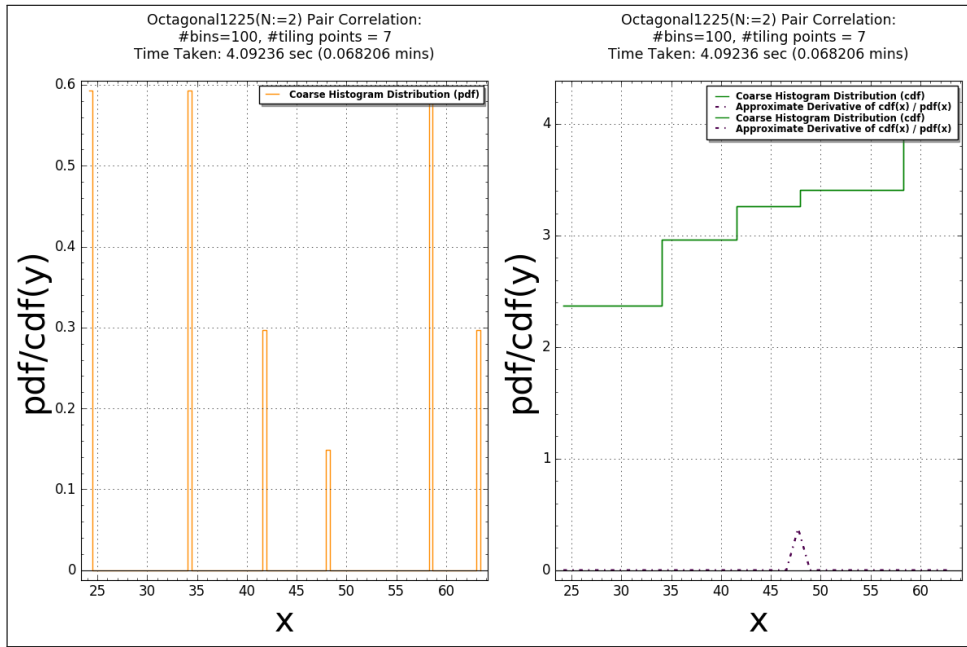 Octagonal1225(N:=2) Pair Correlation:
#bins=100, #tiling points = 7
Time Taken: 4.09236 sec (0.068206 mins)
Coarse Histogram Distribution (pdf)
0.6
0.5
0.4
0.3
0.2
0.1
0
pdf/cdf(y)
25 30 35 40 45 50 55 60
x
Octagonal1225(N:=2) Pair Correlation:
#bins=100, #tiling points = 7
Time Taken: 4.09236 sec (0.068206 mins)
Coarse Histogram Distribution (cdf)
Approximate Derivative of cdf(x) / pdf(x)
Coarse Histogram Distribution (cdf)
Approximate Derivative of cdf(x) / pdf(x)
4
3
2
1
0
pdf/cdf(y)
25 30 35 40 45 50 55 60
x